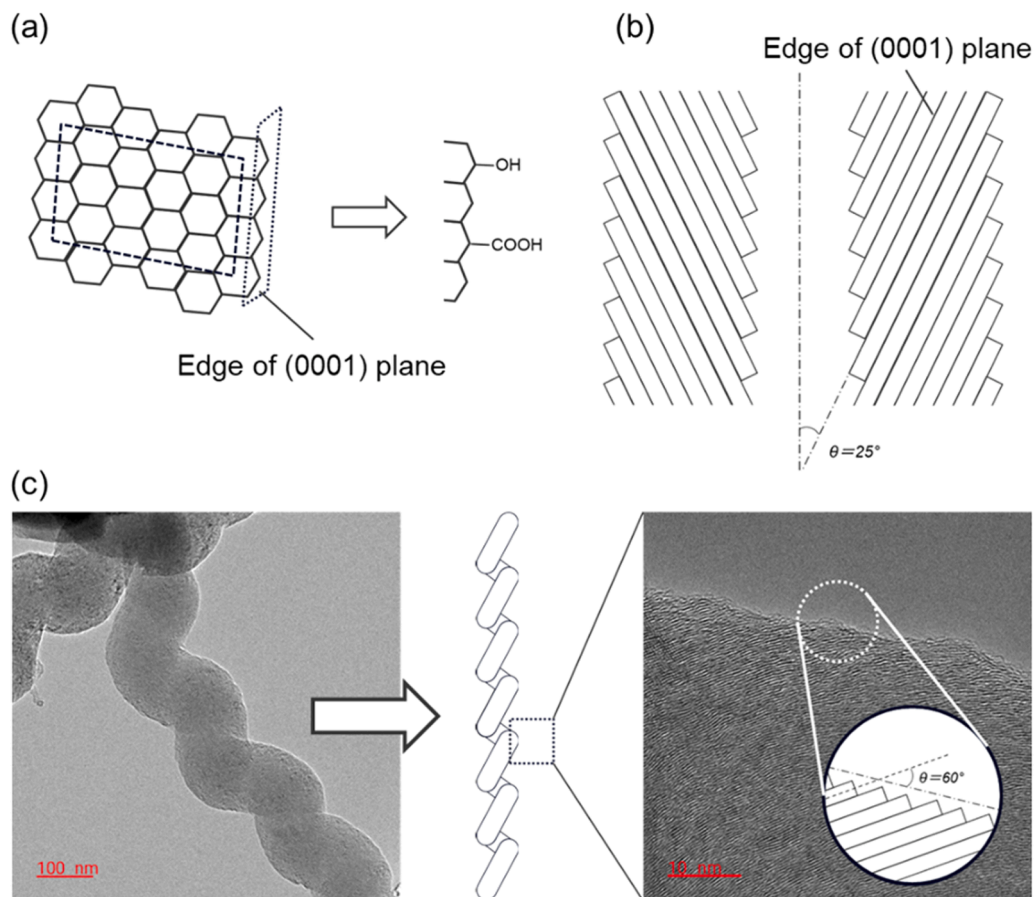 (a)
OH
COOH
Edge of (0001) plane
(b)
Edge of (0001) plane
θ=25°
(c)
100 nm
10 nm
θ=60°